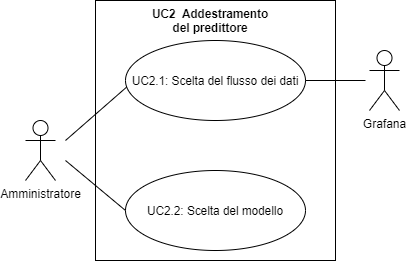 UC2  Addestramento
del predittore
UC2.1: Scelta del flusso dei dati
Grafana
Amministratore
UC2.2: Scelta del modello